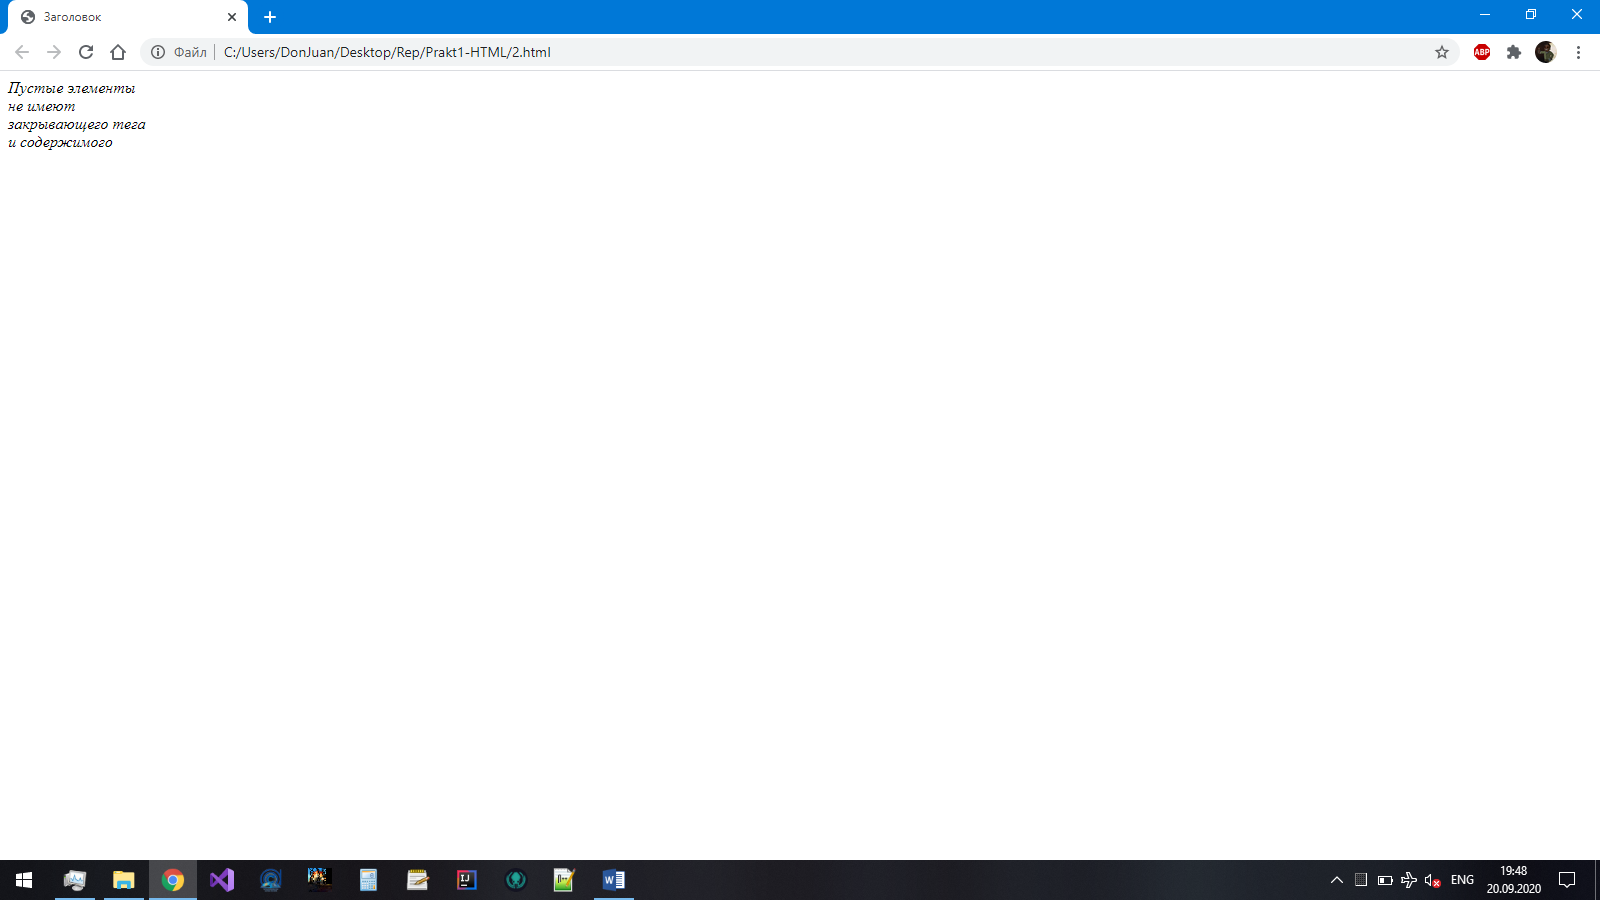 Заголовок
Файл C:/Users/DonJuan/Desktop/Rep/Prakt1-HTML/2.html
ABP
Пустые элементы
не имеют
закрывающего тега
и содержимого
ENG
19:48
20.09.2020